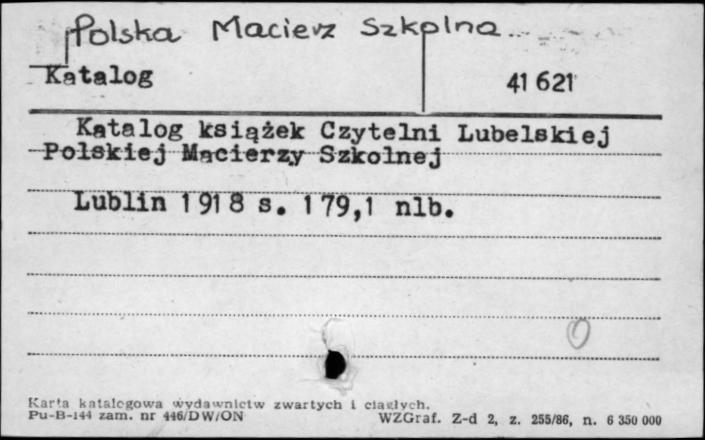 Polska Macierz Szkolna
Katalog 41 621
Katalog książek Czytelni Lubelskiej
Polskiej Macierzy Szkolnej
Lublin 1918 s. 179,1 nlb.
0
Karta katalogowa wydawnictw zwartych i ciągłych.
Pu-B-144 zam. nr 446/DW/ON WZGraf. Z-d 2, z. 255/86, n. 6 350 000